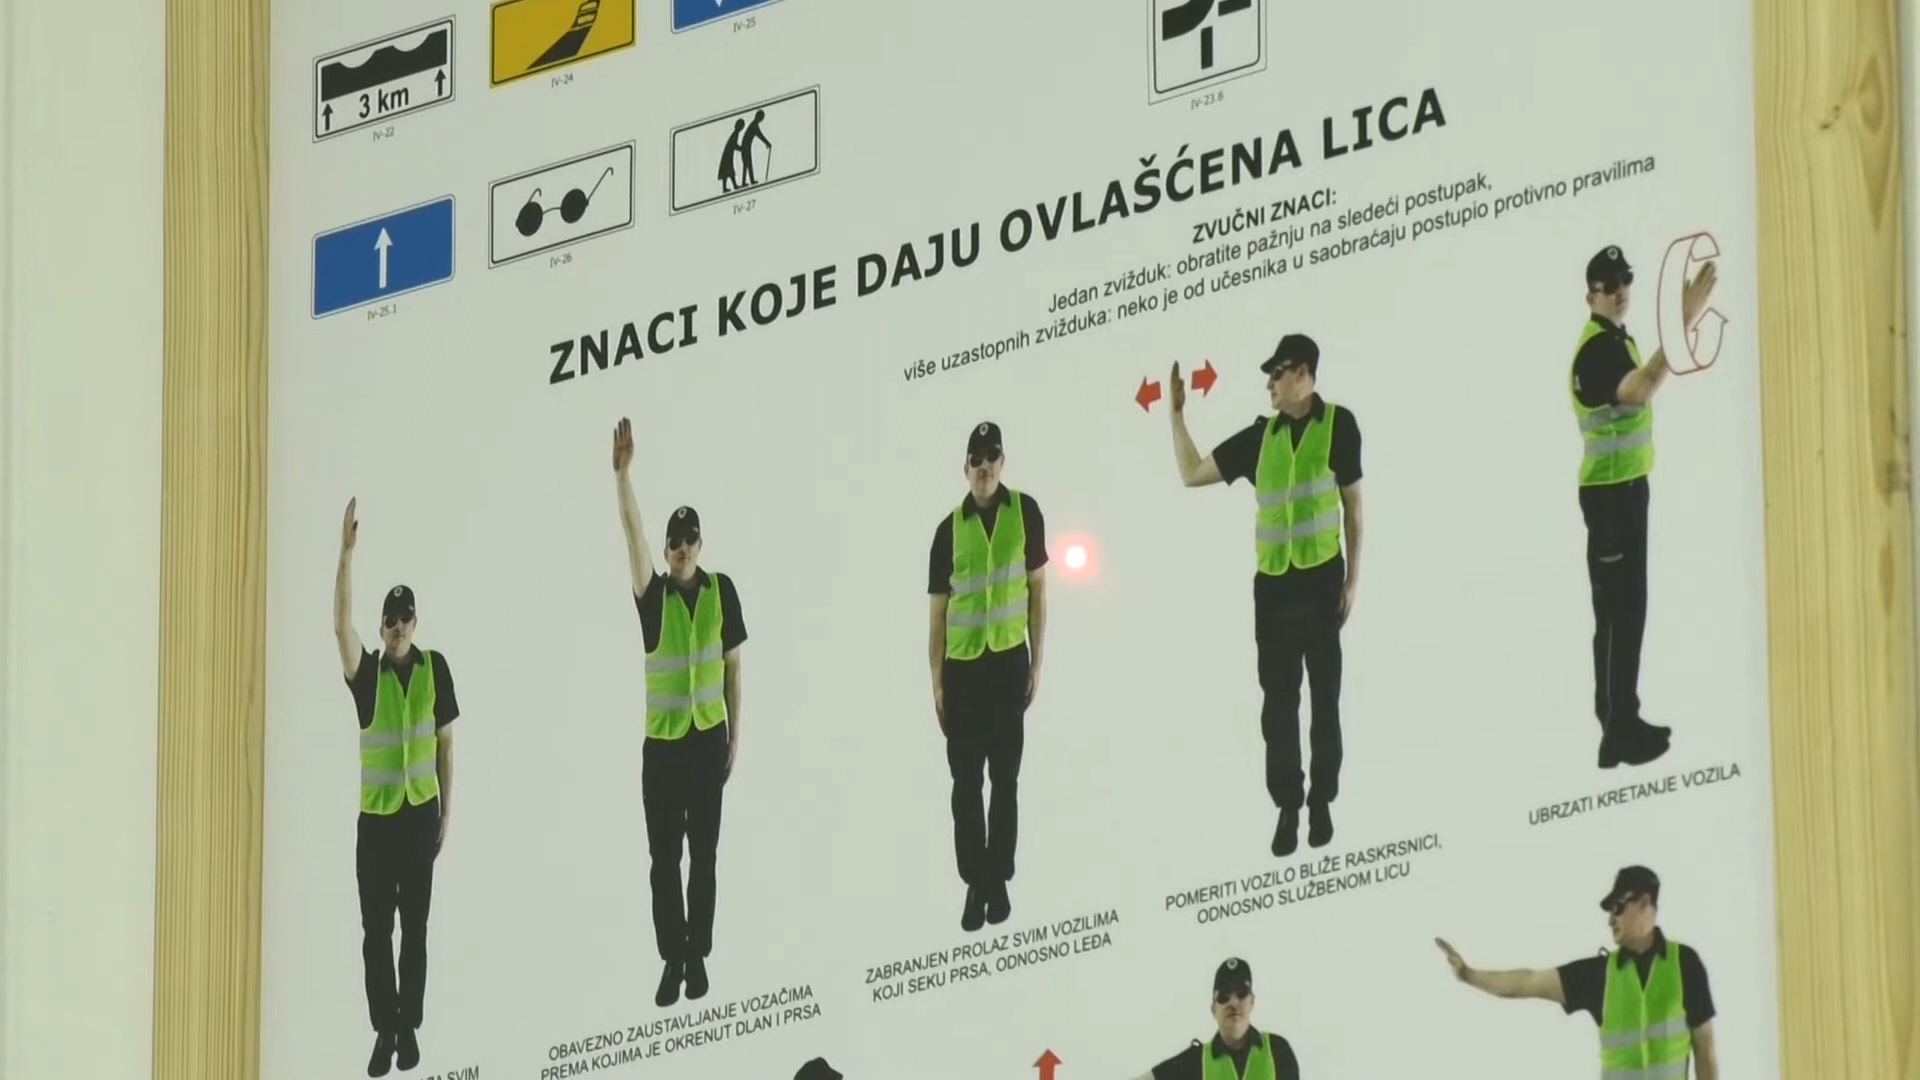 IV-25
IV-24
3 km
IV-22
IV-23.6
IV-27
IV-26
IV-25.1
ZNACI KOJE DAJU OVLAŠĆENA LICA
ZVUČNI ZNACI:
Jedan zvižduk: obratite pažnju na sledeći postupak,
više uzastopnih zvižduka: neko je od učesnika u saobraćaju postupio protivno pravilima
UBRZATI KRETANJE VOZILA
POMERITI VOZILO BLIŽE RASKRSNICI,
ODNOSNO SLUŽBENOM LICU
ZABRANJEN PROLAZ SVIM VOZILIMA
KOJI SEKU PRSA, ODNOSNO LEĐA
OBAVEZNO ZAUSTAVLJANJE VOZAČIMA
PREMA KOJIMA JE OKRENUT DLAN I PRSA
SVIM